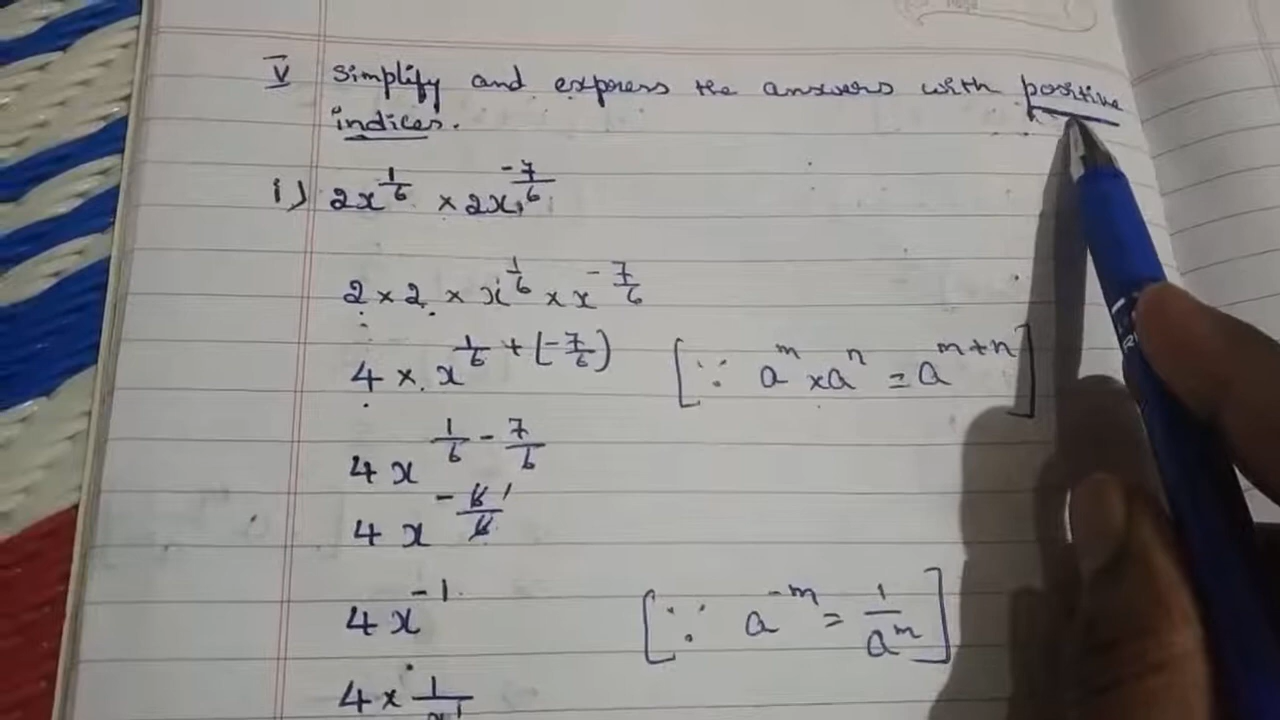 V Simplify and express the answers with positive
indices.
i) 2x^(1/6) × 2x^(-7/6)
2 × 2 × x^(1/6) × x^(-7/6)
4 × x^(1/6 + (-7/6)) [∵ a^m × a^n = a^(m+n)]
4x^(1/6 - 7/6)
4x^(-6/6) 1
4x^(-1) [∵ a^(-m) = 1/a^m]
4 × 1/x^1